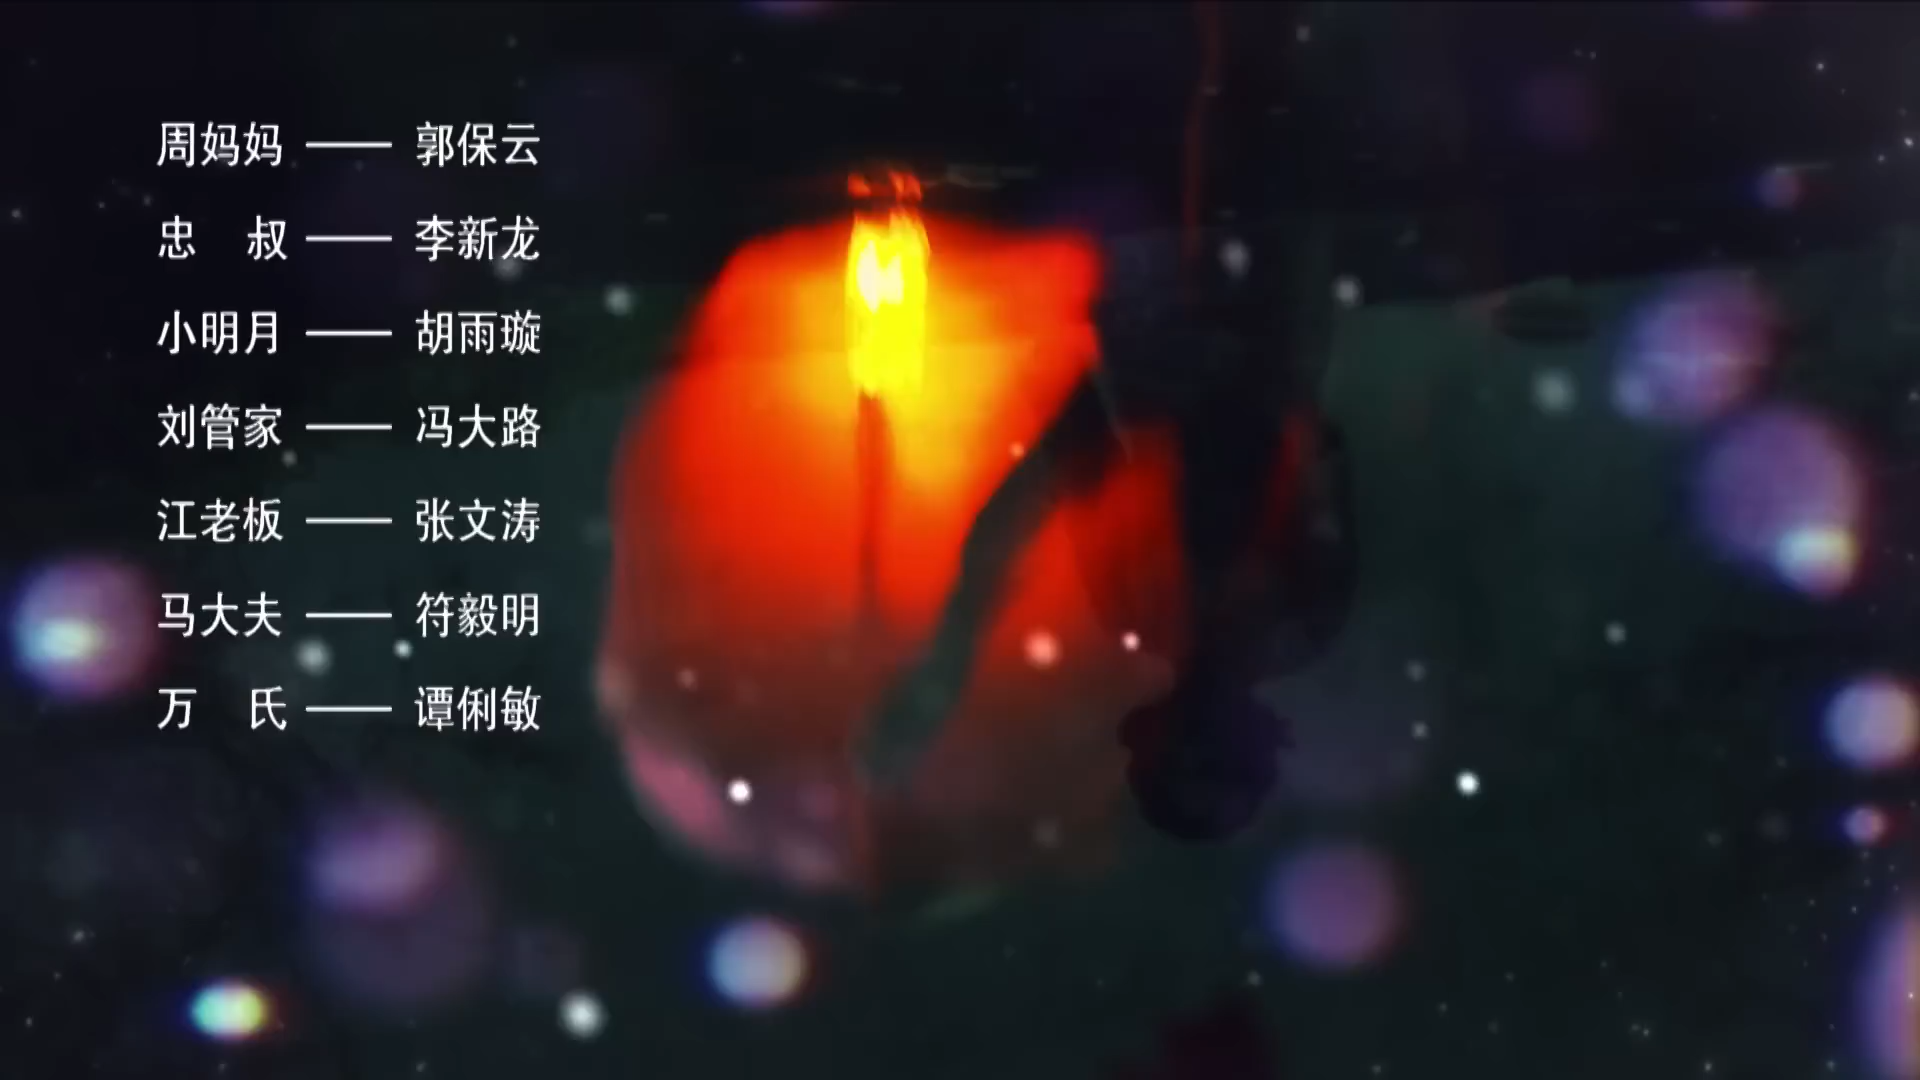 周妈妈 —— 郭保云
忠　叔 —— 李新龙
小明月 —— 胡雨璇
刘管家 —— 冯大路
江老板 —— 张文涛
马大夫 —— 符毅明
万　氏 —— 谭俐敏